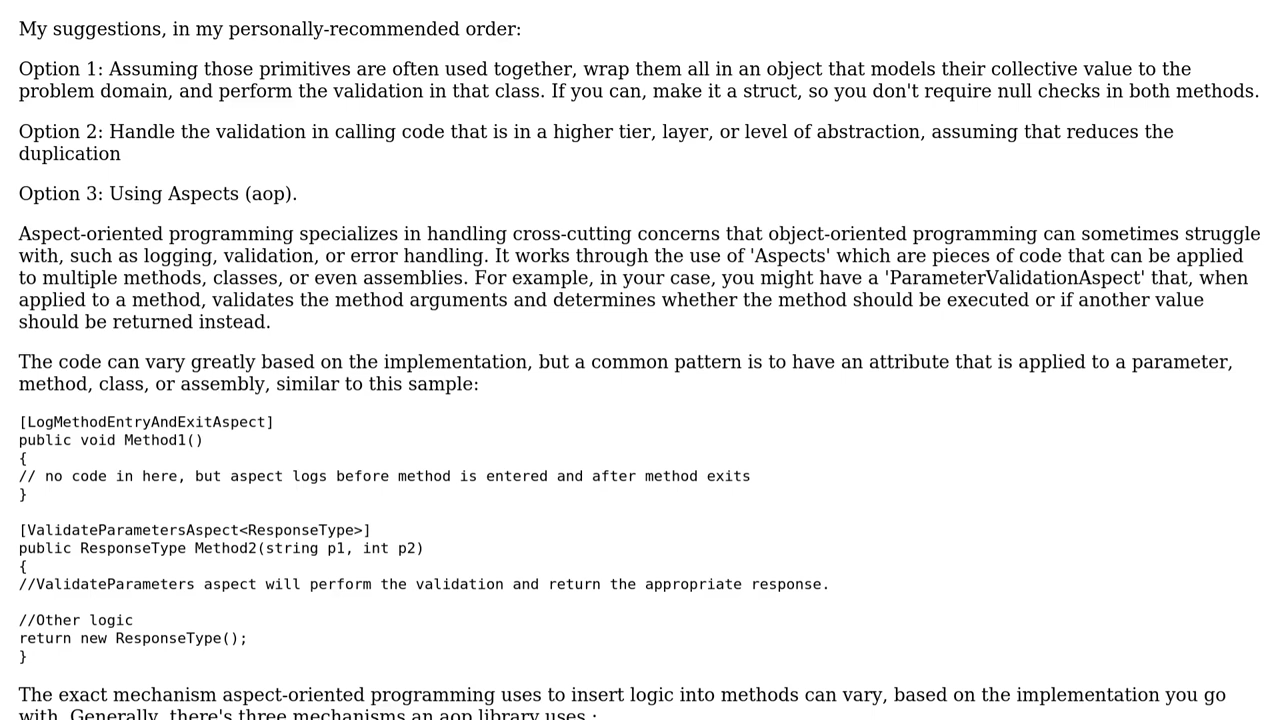 My suggestions, in my personally-recommended order:
Option 1: Assuming those primitives are often used together, wrap them all in an object that models their collective value to the
problem domain, and perform the validation in that class. If you can, make it a struct, so you don't require null checks in both methods.
Option 2: Handle the validation in calling code that is in a higher tier, layer, or level of abstraction, assuming that reduces the
duplication
Option 3: Using Aspects (aop).
Aspect-oriented programming specializes in handling cross-cutting concerns that object-oriented programming can sometimes struggle
with, such as logging, validation, or error handling. It works through the use of 'Aspects' which are pieces of code that can be applied
to multiple methods, classes, or even assemblies. For example, in your case, you might have a 'ParameterValidationAspect' that, when
applied to a method, validates the method arguments and determines whether the method should be executed or if another value
should be returned instead.
The code can vary greatly based on the implementation, but a common pattern is to have an attribute that is applied to a parameter,
method, class, or assembly, similar to this sample:
[LogMethodEntryAndExitAspect]
public void Method1()
{
// no code in here, but aspect logs before method is entered and after method exits
}
[ValidateParametersAspect<ResponseType>]
public ResponseType Method2(string p1, int p2)
{
//ValidateParameters aspect will perform the validation and return the appropriate response.
//Other logic
return new ResponseType();
}
The exact mechanism aspect-oriented programming uses to insert logic into methods can vary, based on the implementation you go
with. Generally, there's three mechanisms an aop library uses :